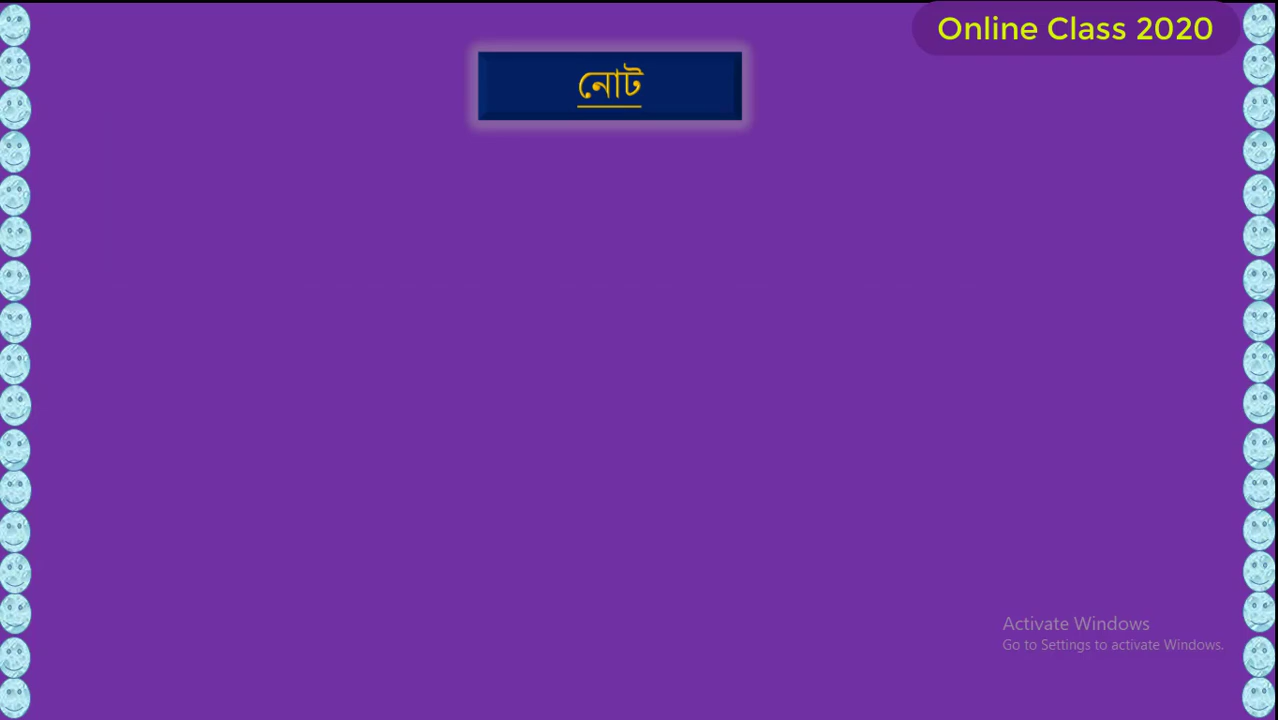 Online Class 2020
নোট
Activate Windows
Go to Settings to activate Windows.